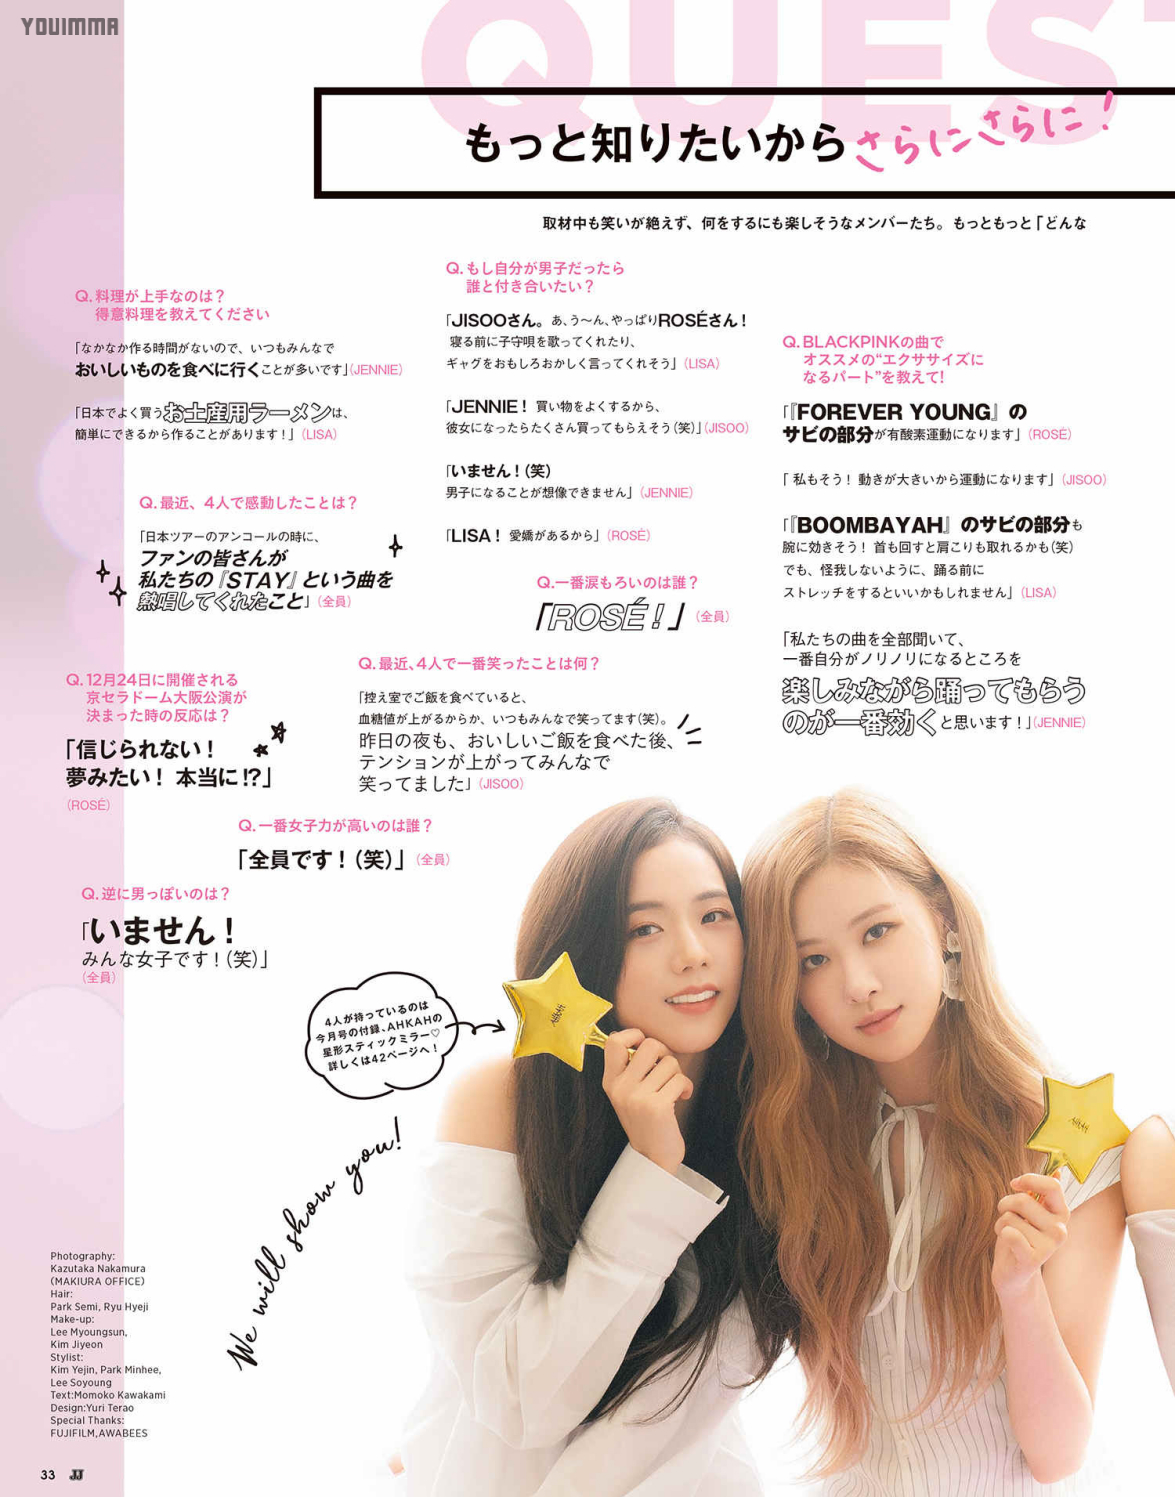 YOUIMMA
QUEST
もっと知りたいから さらにさらに！
取材中も笑いが絶えず、何をするにも楽しそうなメンバーたち。もっともっと「どんな
Q. 料理が上手なのは？
得意料理を教えてください
「なかなか作る時間がないので、いつもみんなで
おいしいものを食べに行くことが多いです」(JENNIE)
「日本でよく買うお土産用ラーメンは、
簡単にできるから作ることがあります！」(LISA)
Q. 最近、4人で感動したことは？
「日本ツアーのアンコールの時に、
ファンの皆さんが
私たちの『STAY』という曲を
熱唱してくれたこと」(全員)
Q. 12月24日に開催される
京セラドーム大阪公演が
決まった時の反応は？
「信じられない！
夢みたい！ 本当に!?」
(ROSÉ)
Q. もし自分が男子だったら
誰と付き合いたい？
「JISOOさん。あ、う〜ん、やっぱりROSÉさん！
寝る前に子守唄を歌ってくれたり、
ギャグをおもしろおかしく言ってくれそう」(LISA)
「JENNIE！ 買い物をよくするから、
彼女になったらたくさん買ってもらえそう(笑)」(JISOO)
「いません！(笑)
男子になることが想像できません」(JENNIE)
「LISA！ 愛嬌があるから」(ROSÉ)
Q.一番涙もろいのは誰？
「ROSÉ！」(全員)
Q. 最近、4人で一番笑ったことは何？
「控え室でご飯を食べていると、
血糖値が上がるからか、いつもみんなで笑ってます(笑)。
昨日の夜も、おいしいご飯を食べた後、
テンションが上がってみんなで
笑ってました」(JISOO)
Q. BLACKPINKの曲で
オススメの“エクササイズに
なるパート”を教えて!
「『FOREVER YOUNG』の
サビの部分が有酸素運動になります」(ROSÉ)
「私もそう！ 動きが大きいから運動になります」(JISOO)
「『BOOMBAYAH』のサビの部分も
腕に効きそう！ 首も回すと肩こりも取れるかも(笑)
でも、怪我しないように、踊る前に
ストレッチをするといいかもしれません」(LISA)
「私たちの曲を全部聞いて、
一番自分がノリノリになるところを
楽しみながら踊ってもらう
のが一番効くと思います！」(JENNIE)
Q. 一番女子力が高いのは誰？
「全員です！(笑)」(全員)
Q. 逆に男っぽいのは？
「いません！
みんな女子です！(笑)」
(全員)
4人が持っているのは
今月号の付録、AHKAHの
星形スティックミラー♡
詳しくは42ページへ！
AHKAH
AHKAH
We will show you!
Photography:
Kazutaka Nakamura
(MAKIURA OFFICE)
Hair:
Park Semi, Ryu Hyeji
Make-up:
Lee Myoungsun,
Kim Jiyeon
Stylist:
Kim Yejin, Park Minhee,
Lee Soyoung
Text:Momoko Kawakami
Design:Yuri Terao
Special Thanks:
FUJIFILM,AWABEES
33 JJ